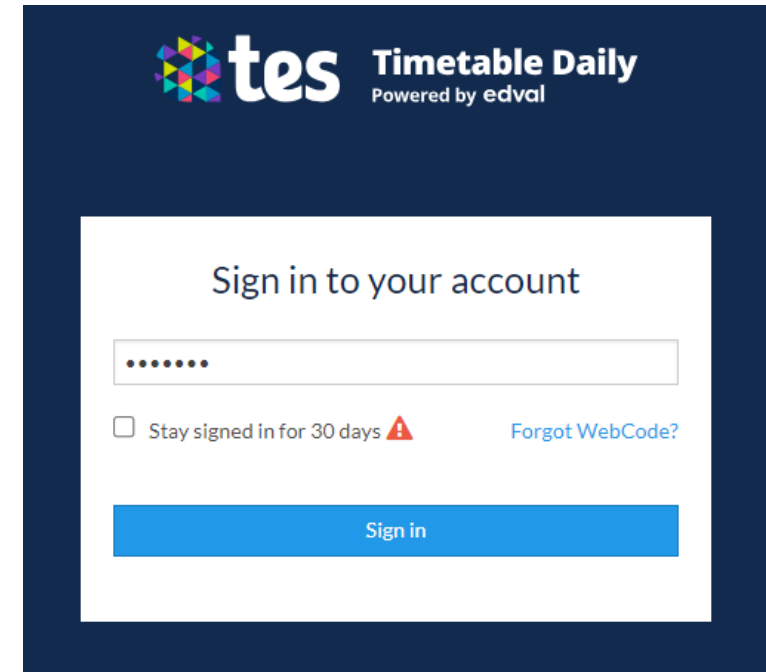 tes Timetable Daily
Powered by edval
Sign in to your account
•••••••
Stay signed in for 30 days Forgot WebCode?
Sign in